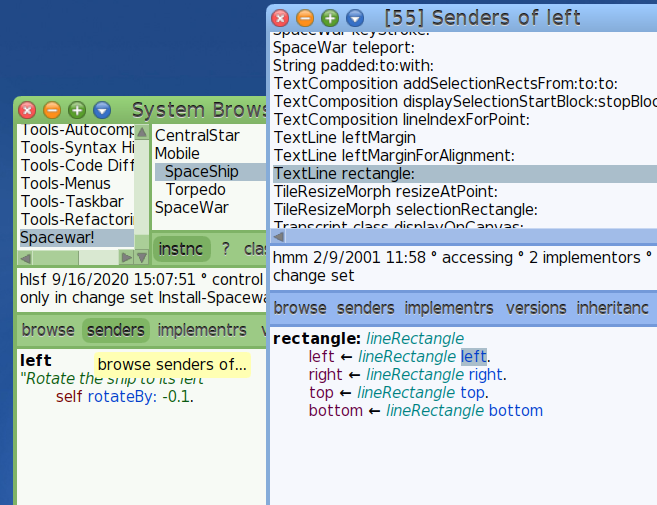 [55] Senders of left
SpaceWar keyStroke:
SpaceWar teleport:
String padded:to:with:
TextComposition addSelectionRectsFrom:to:to:
TextComposition displaySelectionStartBlock:stopBloc
TextComposition lineIndexForPoint:
TextLine leftMargin
TextLine leftMarginForAlignment:
TextLine rectangle:
TileResizeMorph resizeAtPoint:
TileResizeMorph selectionRectangle:
Transcript class displayOnCanvas:
hmm 2/9/2001 11:58 ° accessing ° 2 implementors °
change set
browse senders implementrs versions inheritanc
rectangle: lineRectangle
left ← lineRectangle left.
right ← lineRectangle right.
top ← lineRectangle top.
bottom ← lineRectangle bottom
System Brows
Tools-Autocomp
Tools-Syntax Hi
Tools-Code Diff
Tools-Menus
Tools-Taskbar
Tools-Refactorin
Spacewar!
CentralStar
Mobile
SpaceShip
Torpedo
SpaceWar
instnc ? clas
hlsf 9/16/2020 15:07:51 ° control
only in change set Install-Spacewa
browse senders implementrs v
left
browse senders of...
"Rotate the ship to its left"
self rotateBy: -0.1.